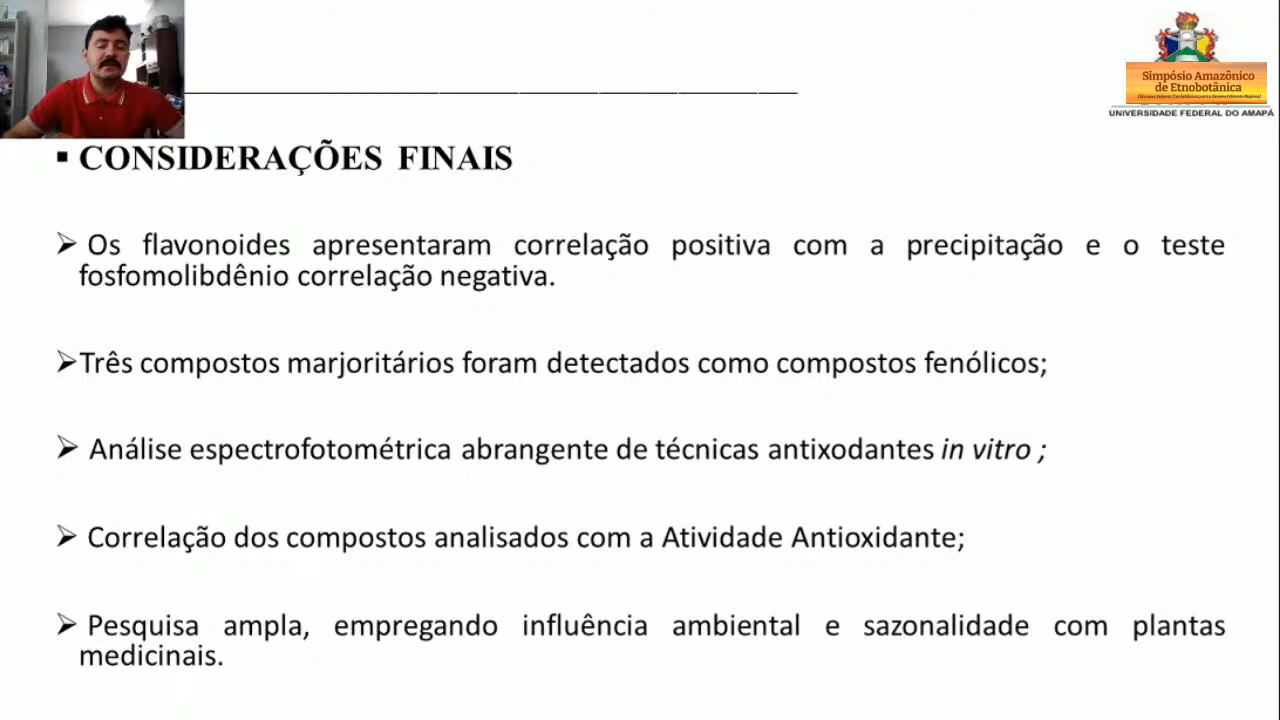 Simpósio Amazônico
de Etnobotânica
UNIVERSIDADE FEDERAL DO AMAPÁ
▪ CONSIDERAÇÕES FINAIS
➢ Os flavonoides apresentaram correlação positiva com a precipitação e o teste
fosfomolibdênio correlação negativa.
➢Três compostos marjoritários foram detectados como compostos fenólicos;
➢ Análise espectrofotométrica abrangente de técnicas antixodantes in vitro ;
➢ Correlação dos compostos analisados com a Atividade Antioxidante;
➢ Pesquisa ampla, empregando influência ambiental e sazonalidade com plantas
medicinais.